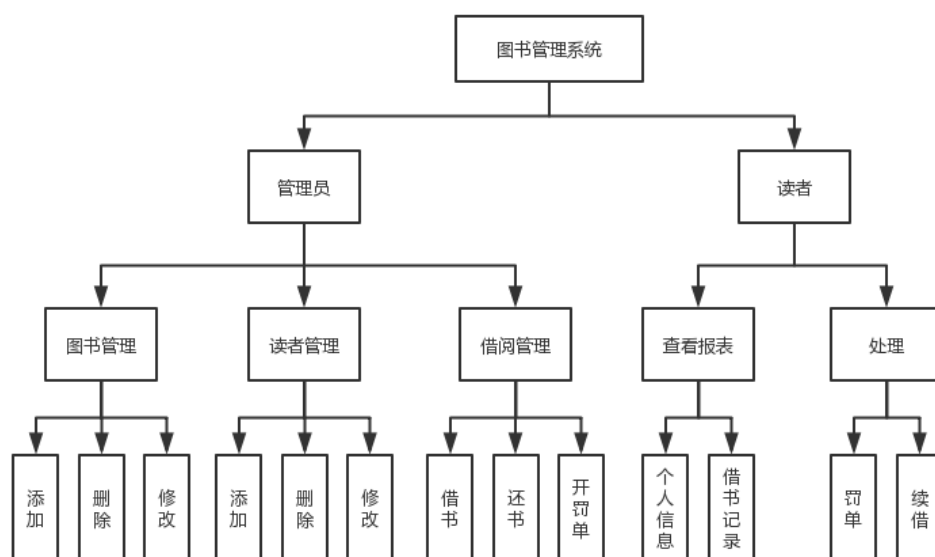 图书管理系统
管理员
读者
图书管理
读者管理
借阅管理
查看报表
处理
添加
删除
修改
添加
删除
修改
借书
还书
开罚单
个人信息
借书记录
罚单
续借